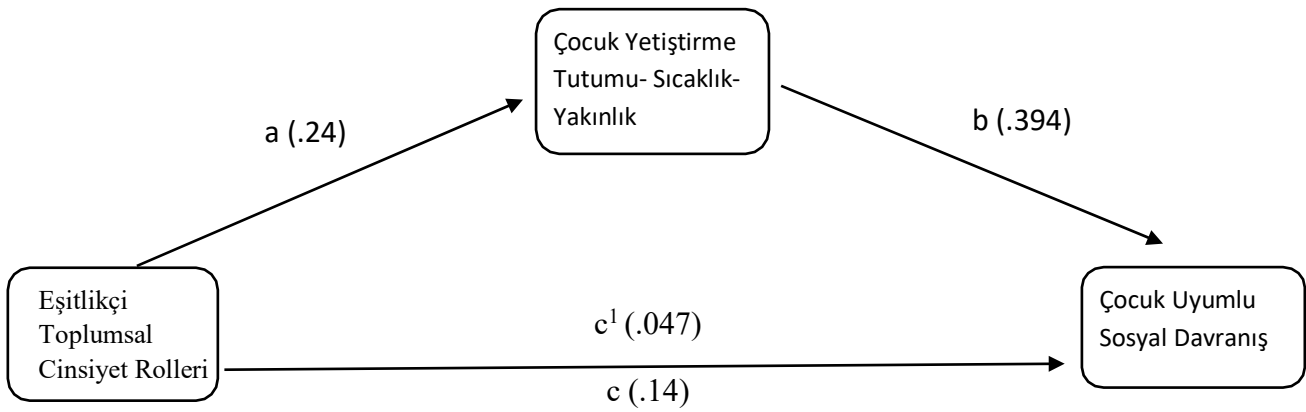 Çocuk Yetiştirme
Tutumu- Sıcaklık-
Yakınlık
a (.24)
b (.394)
Eşitlikçi
Toplumsal
Cinsiyet Rolleri
c¹ (.047)
c (.14)
Çocuk Uyumlu
Sosyal Davranış